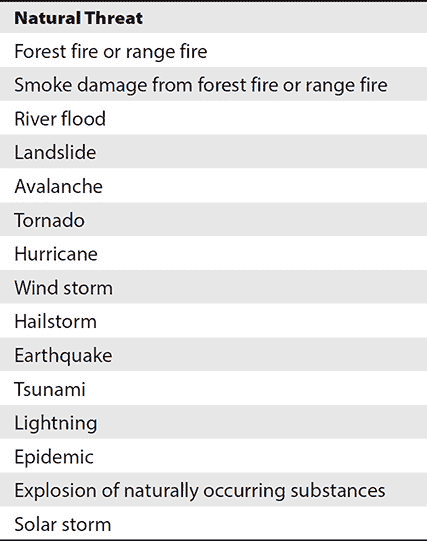 Natural Threat
Forest fire or range fire
Smoke damage from forest fire or range fire
River flood
Landslide
Avalanche
Tornado
Hurricane
Wind storm
Hailstorm
Earthquake
Tsunami
Lightning
Epidemic
Explosion of naturally occurring substances
Solar storm